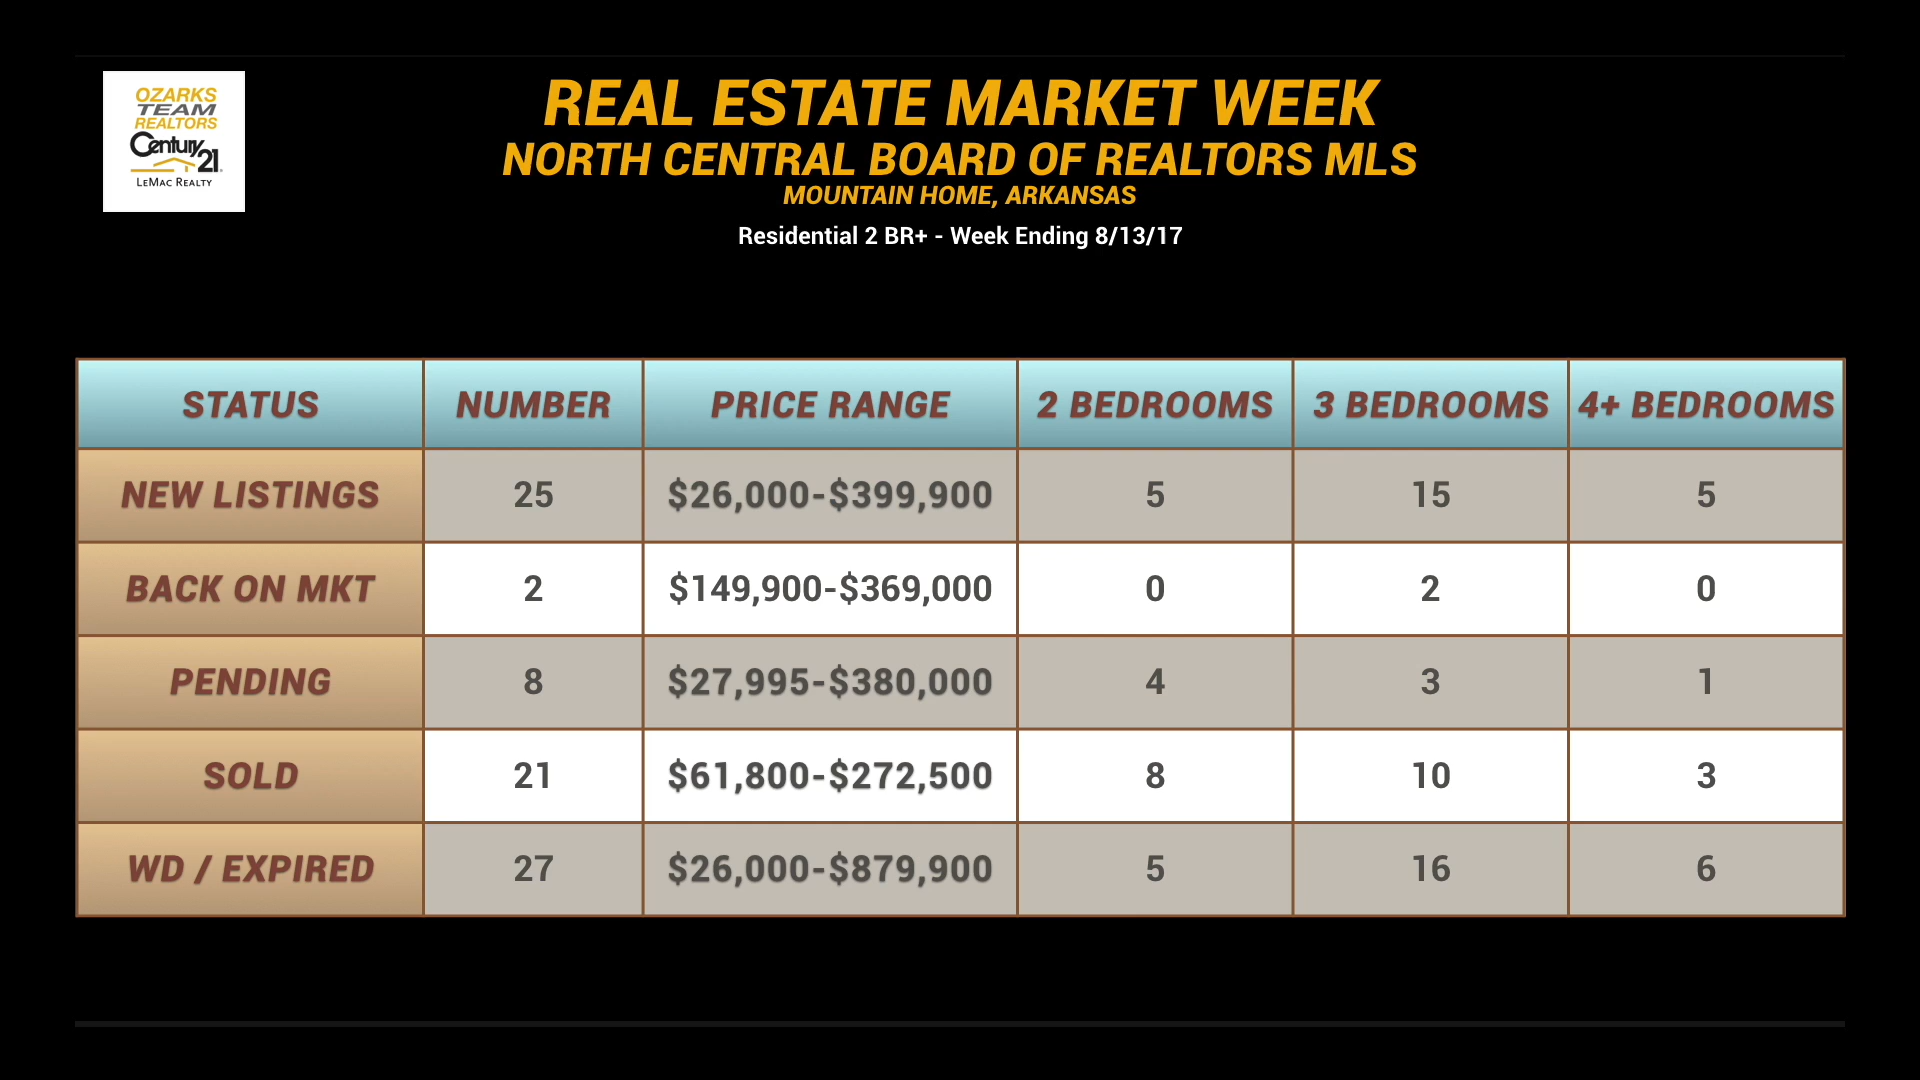 OZARKS
TEAM
REALTORS
Century 21
LeMac Realty
REAL ESTATE MARKET WEEK
NORTH CENTRAL BOARD OF REALTORS MLS
MOUNTAIN HOME, ARKANSAS
Residential 2 BR+ - Week Ending 8/13/17
STATUS NUMBER PRICE RANGE 2 BEDROOMS 3 BEDROOMS 4+ BEDROOMS
NEW LISTINGS 25 $26,000-$399,900 5 15 5
BACK ON MKT 2 $149,900-$369,000 0 2 0
PENDING 8 $27,995-$380,000 4 3 1
SOLD 21 $61,800-$272,500 8 10 3
WD / EXPIRED 27 $26,000-$879,900 5 16 6